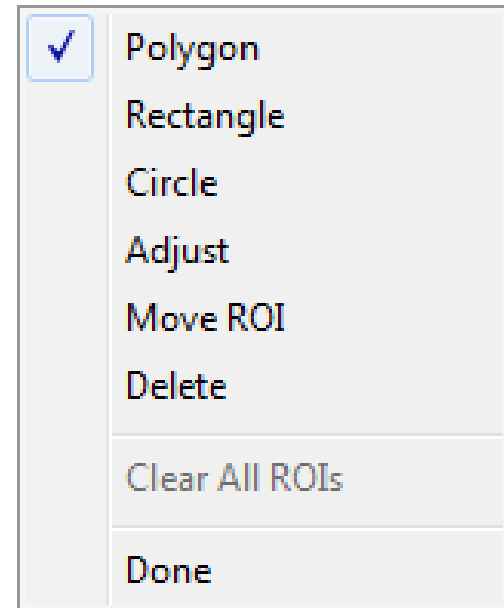 Polygon
Rectangle
Circle
Adjust
Move ROI
Delete
Clear All ROIs
Done